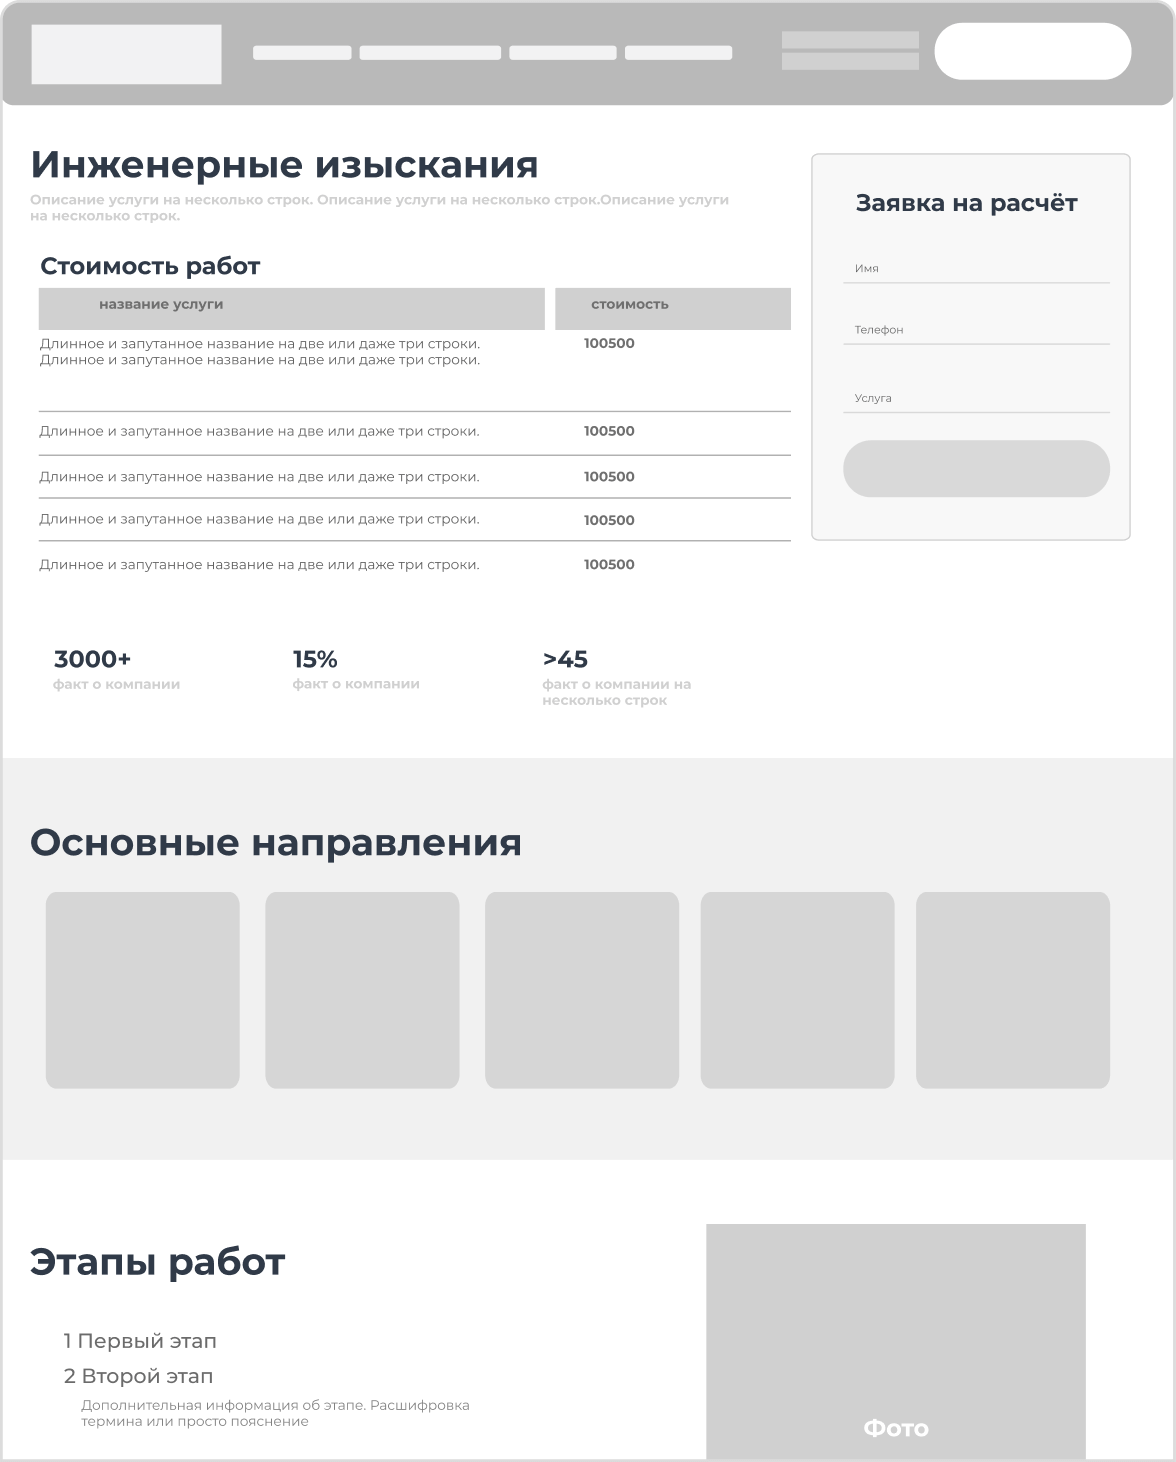 Инженерные изыскания
Описание услуги на несколько строк. Описание услуги на несколько строк.Описание услуги
на несколько строк.
Стоимость работ
название услуги
стоимость
Длинное и запутанное название на две или даже три строки.
Длинное и запутанное название на две или даже три строки.
100500
Длинное и запутанное название на две или даже три строки.
100500
Длинное и запутанное название на две или даже три строки.
100500
Длинное и запутанное название на две или даже три строки.
100500
Длинное и запутанное название на две или даже три строки.
100500
Заявка на расчёт
Имя
Телефон
Услуга
3000+
факт о компании
15%
факт о компании
>45
факт о компании на
несколько строк
Основные направления
Этапы работ
1 Первый этап
2 Второй этап
Дополнительная информация об этапе. Расшифровка
термина или просто пояснение
Фото